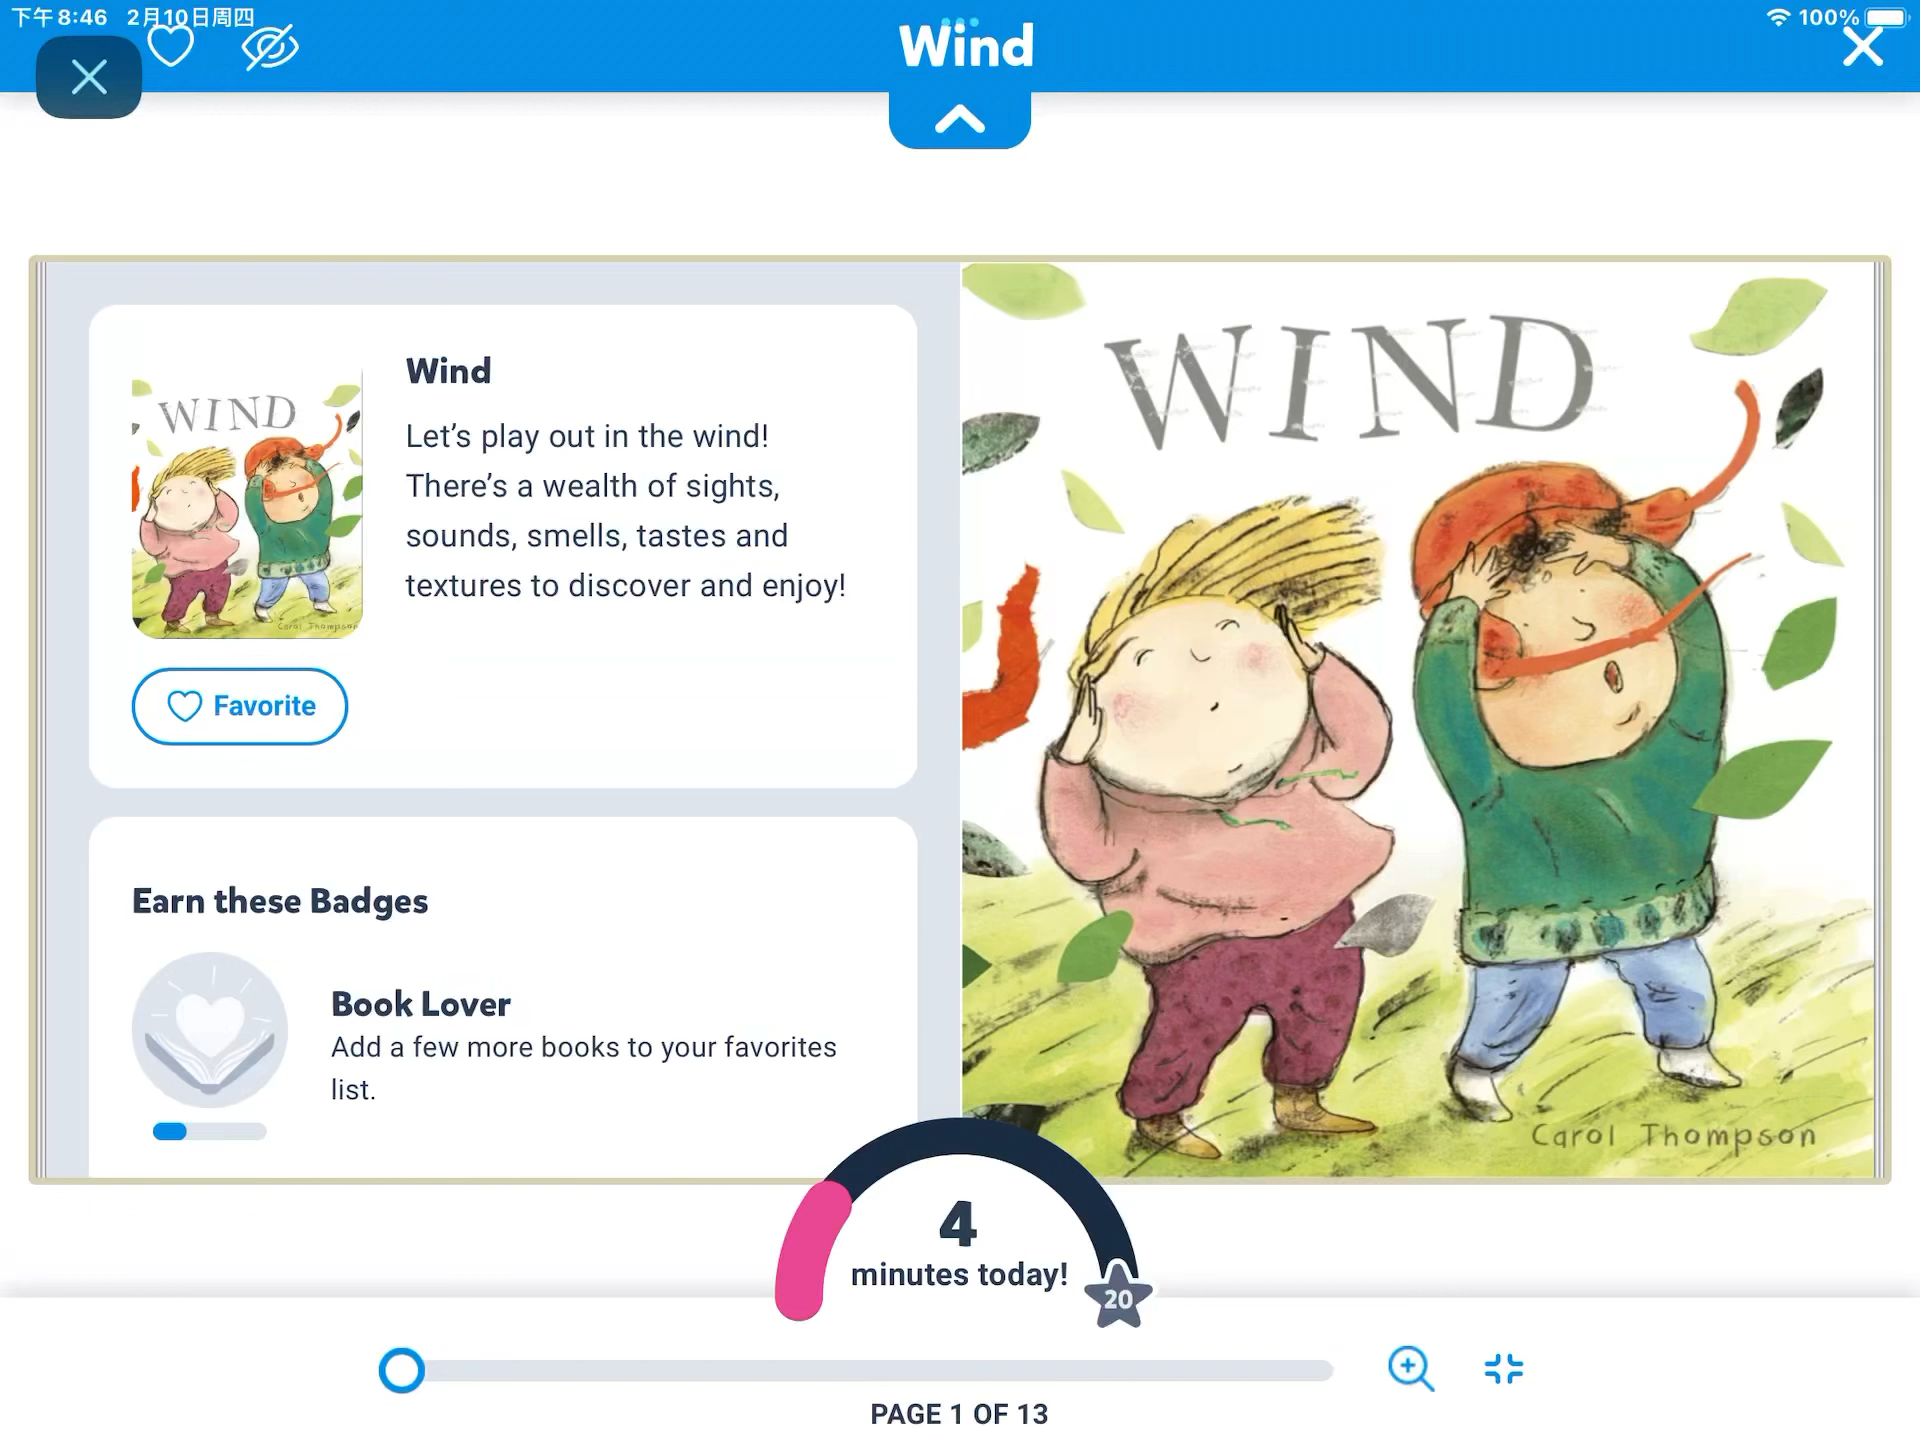 下午8:46 2月10日周四
100%
Wind
WIND
Carol Thompson
Wind
Let's play out in the wind!
There's a wealth of sights,
sounds, smells, tastes and
textures to discover and enjoy!
Favorite
Earn these Badges
Book Lover
Add a few more books to your favorites
list.
WIND
Carol Thompson
4
minutes today!
20
PAGE 1 OF 13